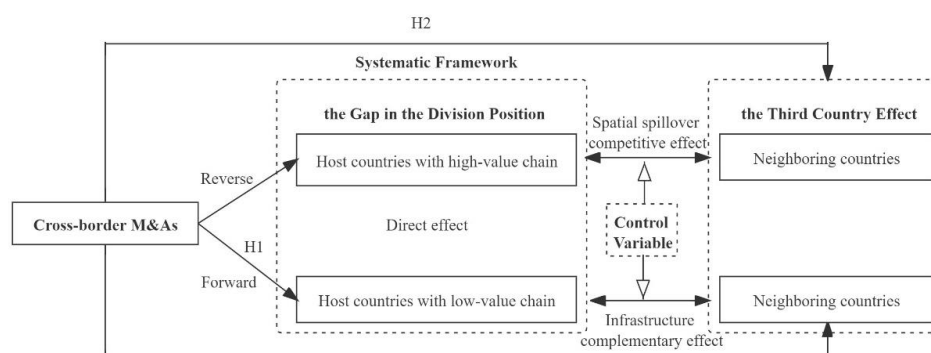 H2
Systematic Framework
the Gap in the Division Position
Host countries with high-value chain
Spatial spillover
competitive effect
the Third Country Effect
Neighboring countries
Reverse
Cross-border M&As
Direct effect
Control
Variable
H1
Forward
Host countries with low-value chain
Infrastructure
complementary effect
Neighboring countries